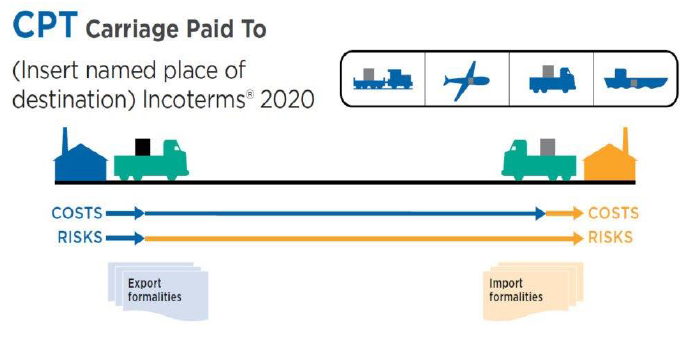 CPT Carriage Paid To
(Insert named place of
destination) Incoterms® 2020
COSTS COSTS
RISKS RISKS
Export
formalities
Import
formalities